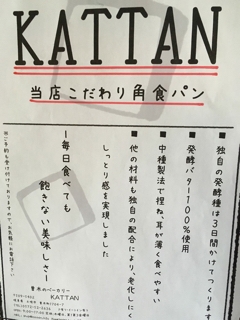 KATTAN
当店こだわり角食パン
■独自の発酵種は3日間かけてつくります
■発酵バター100%使用
■中種製法で捏ね、耳が薄く食べやすい
■他の材料も独自の配合により、老化しにくく
しっとり感を実現しました
ー毎日食べても
飽きない美味しさー
KATTAN